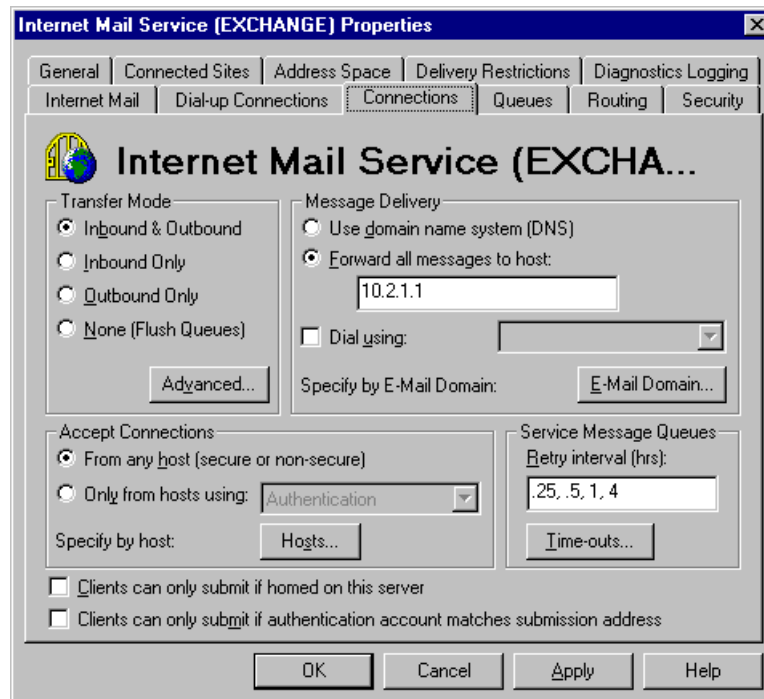 Internet Mail Service (EXCHANGE) Properties
General Connected Sites Address Space Delivery Restrictions Diagnostics Logging
Internet Mail Dial-up Connections Connections Queues Routing Security
Internet Mail Service (EXCHA...
Transfer Mode
Inbound & Outbound
Inbound Only
Outbound Only
None (Flush Queues)
Advanced...
Message Delivery
Use domain name system (DNS)
Forward all messages to host:
10.2.1.1
Dial using:
Specify by E-Mail Domain: E-Mail Domain...
Accept Connections
From any host (secure or non-secure)
Only from hosts using: Authentication
Specify by host: Hosts...
Service Message Queues
Retry interval (hrs):
.25, .5, 1, 4
Time-outs...
Clients can only submit if homed on this server
Clients can only submit if authentication account matches submission address
OK Cancel Apply Help